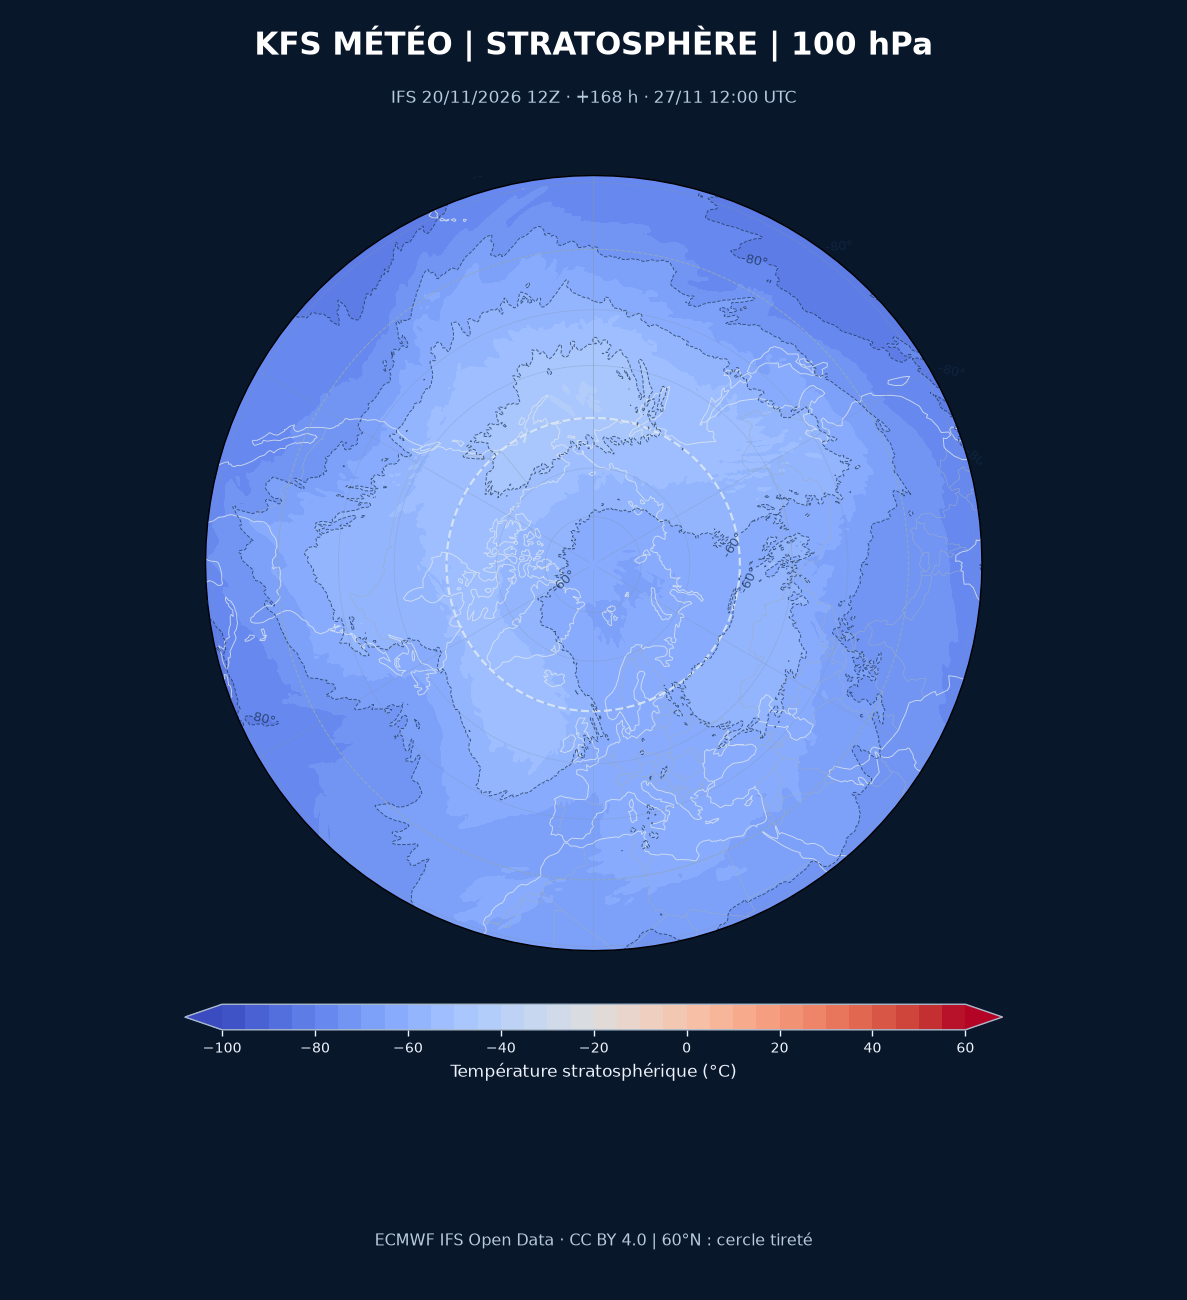 KFS MÉTÉO | STRATOSPHÈRE | 100 hPa
IFS 20/11/2026 12Z · +168 h · 27/11 12:00 UTC
-80°
-80°
-80°
-60°
-60°
-60°
-80°
−100 −80 −60 −40 −20 0 20 40 60
Température stratosphérique (°C)
ECMWF IFS Open Data · CC BY 4.0 | 60°N : cercle tireté